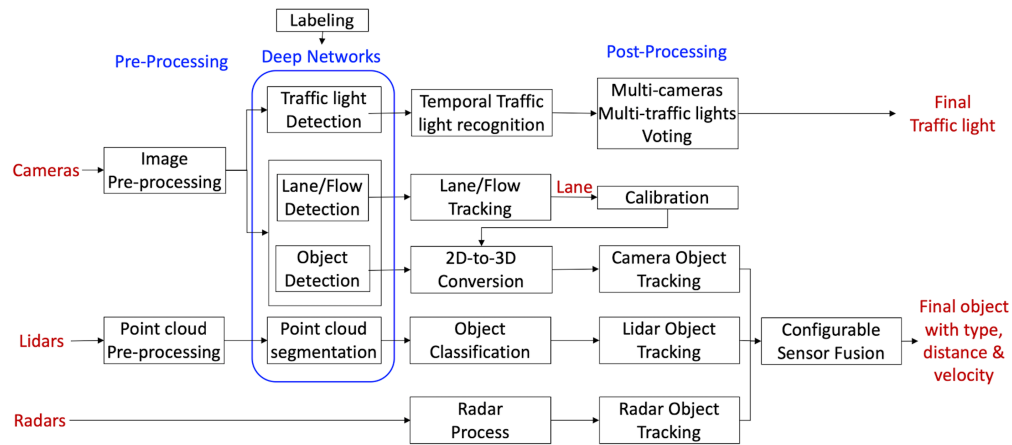 Labeling
Pre-Processing
Deep Networks
Post-Processing
Traffic light
Detection
Temporal Traffic
light recognition
Multi-cameras
Multi-traffic lights
Voting
Final
Traffic light
Cameras
Image
Pre-processing
Lane/Flow
Detection
Lane/Flow
Tracking
Lane
Calibration
Object
Detection
2D-to-3D
Conversion
Camera Object
Tracking
Lidars
Point cloud
Pre-processing
Point cloud
segmentation
Object
Classification
Lidar Object
Tracking
Configurable
Sensor Fusion
Final object
with type,
distance &
velocity
Radars
Radar
Process
Radar Object
Tracking